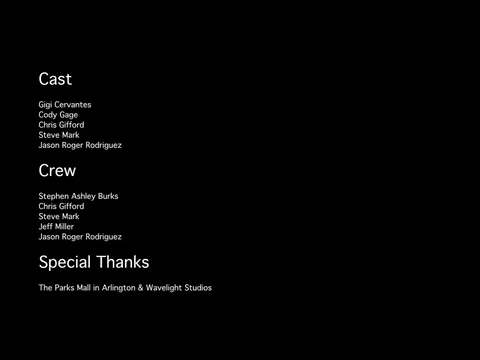 Cast
Gigi Cervantes
Cody Gage
Chris Gifford
Steve Mark
Jason Roger Rodriguez
Crew
Stephen Ashley Burks
Chris Gifford
Steve Mark
Jeff Miller
Jason Roger Rodriguez
Special Thanks
The Parks Mall in Arlington & Wavelight Studios